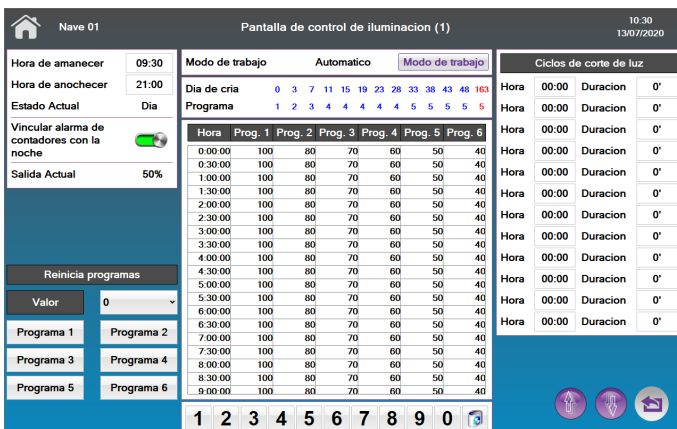 Nave 01
Pantalla de control de iluminacion (1)
10:30
13/07/2020
Hora de amanecer 09:30
Hora de anochecer 21:00
Estado Actual Dia
Vincular alarma de
contadores con la
noche
Salida Actual 50%
Reinicia programas
Valor 0
Programa 1 Programa 2
Programa 3 Programa 4
Programa 5 Programa 6
Modo de trabajo Automatico Modo de trabajo
Dia de cria 0 3 7 11 15 19 23 28 33 38 43 48 163
Programa 1 2 3 4 4 4 4 4 5 5 5 5 5
Hora Prog. 1 Prog. 2 Prog. 3 Prog. 4 Prog. 5 Prog. 6
0:00:00 100 80 70 60 50 40
0:30:00 100 80 70 60 50 40
1:00:00 100 80 70 60 50 40
1:30:00 100 80 70 60 50 40
2:00:00 100 80 70 60 50 40
2:30:00 100 80 70 60 50 40
3:00:00 100 80 70 60 50 40
3:30:00 100 80 70 60 50 40
4:00:00 100 80 70 60 50 40
4:30:00 100 80 70 60 50 40
5:00:00 100 80 70 60 50 40
5:30:00 100 80 70 60 50 40
6:00:00 100 80 70 60 50 40
6:30:00 100 80 70 60 50 40
7:00:00 100 80 70 60 50 40
7:30:00 100 80 70 60 50 40
8:00:00 100 80 70 60 50 40
8:30:00 100 80 70 60 50 40
9:00:00 100 80 70 60 50 40
1 2 3 4 5 6 7 8 9 0
Ciclos de corte de luz
Hora 00:00 Duracion 0'
Hora 00:00 Duracion 0'
Hora 00:00 Duracion 0'
Hora 00:00 Duracion 0'
Hora 00:00 Duracion 0'
Hora 00:00 Duracion 0'
Hora 00:00 Duracion 0'
Hora 00:00 Duracion 0'
Hora 00:00 Duracion 0'
Hora 00:00 Duracion 0'
Hora 00:00 Duracion 0'
Hora 00:00 Duracion 0'